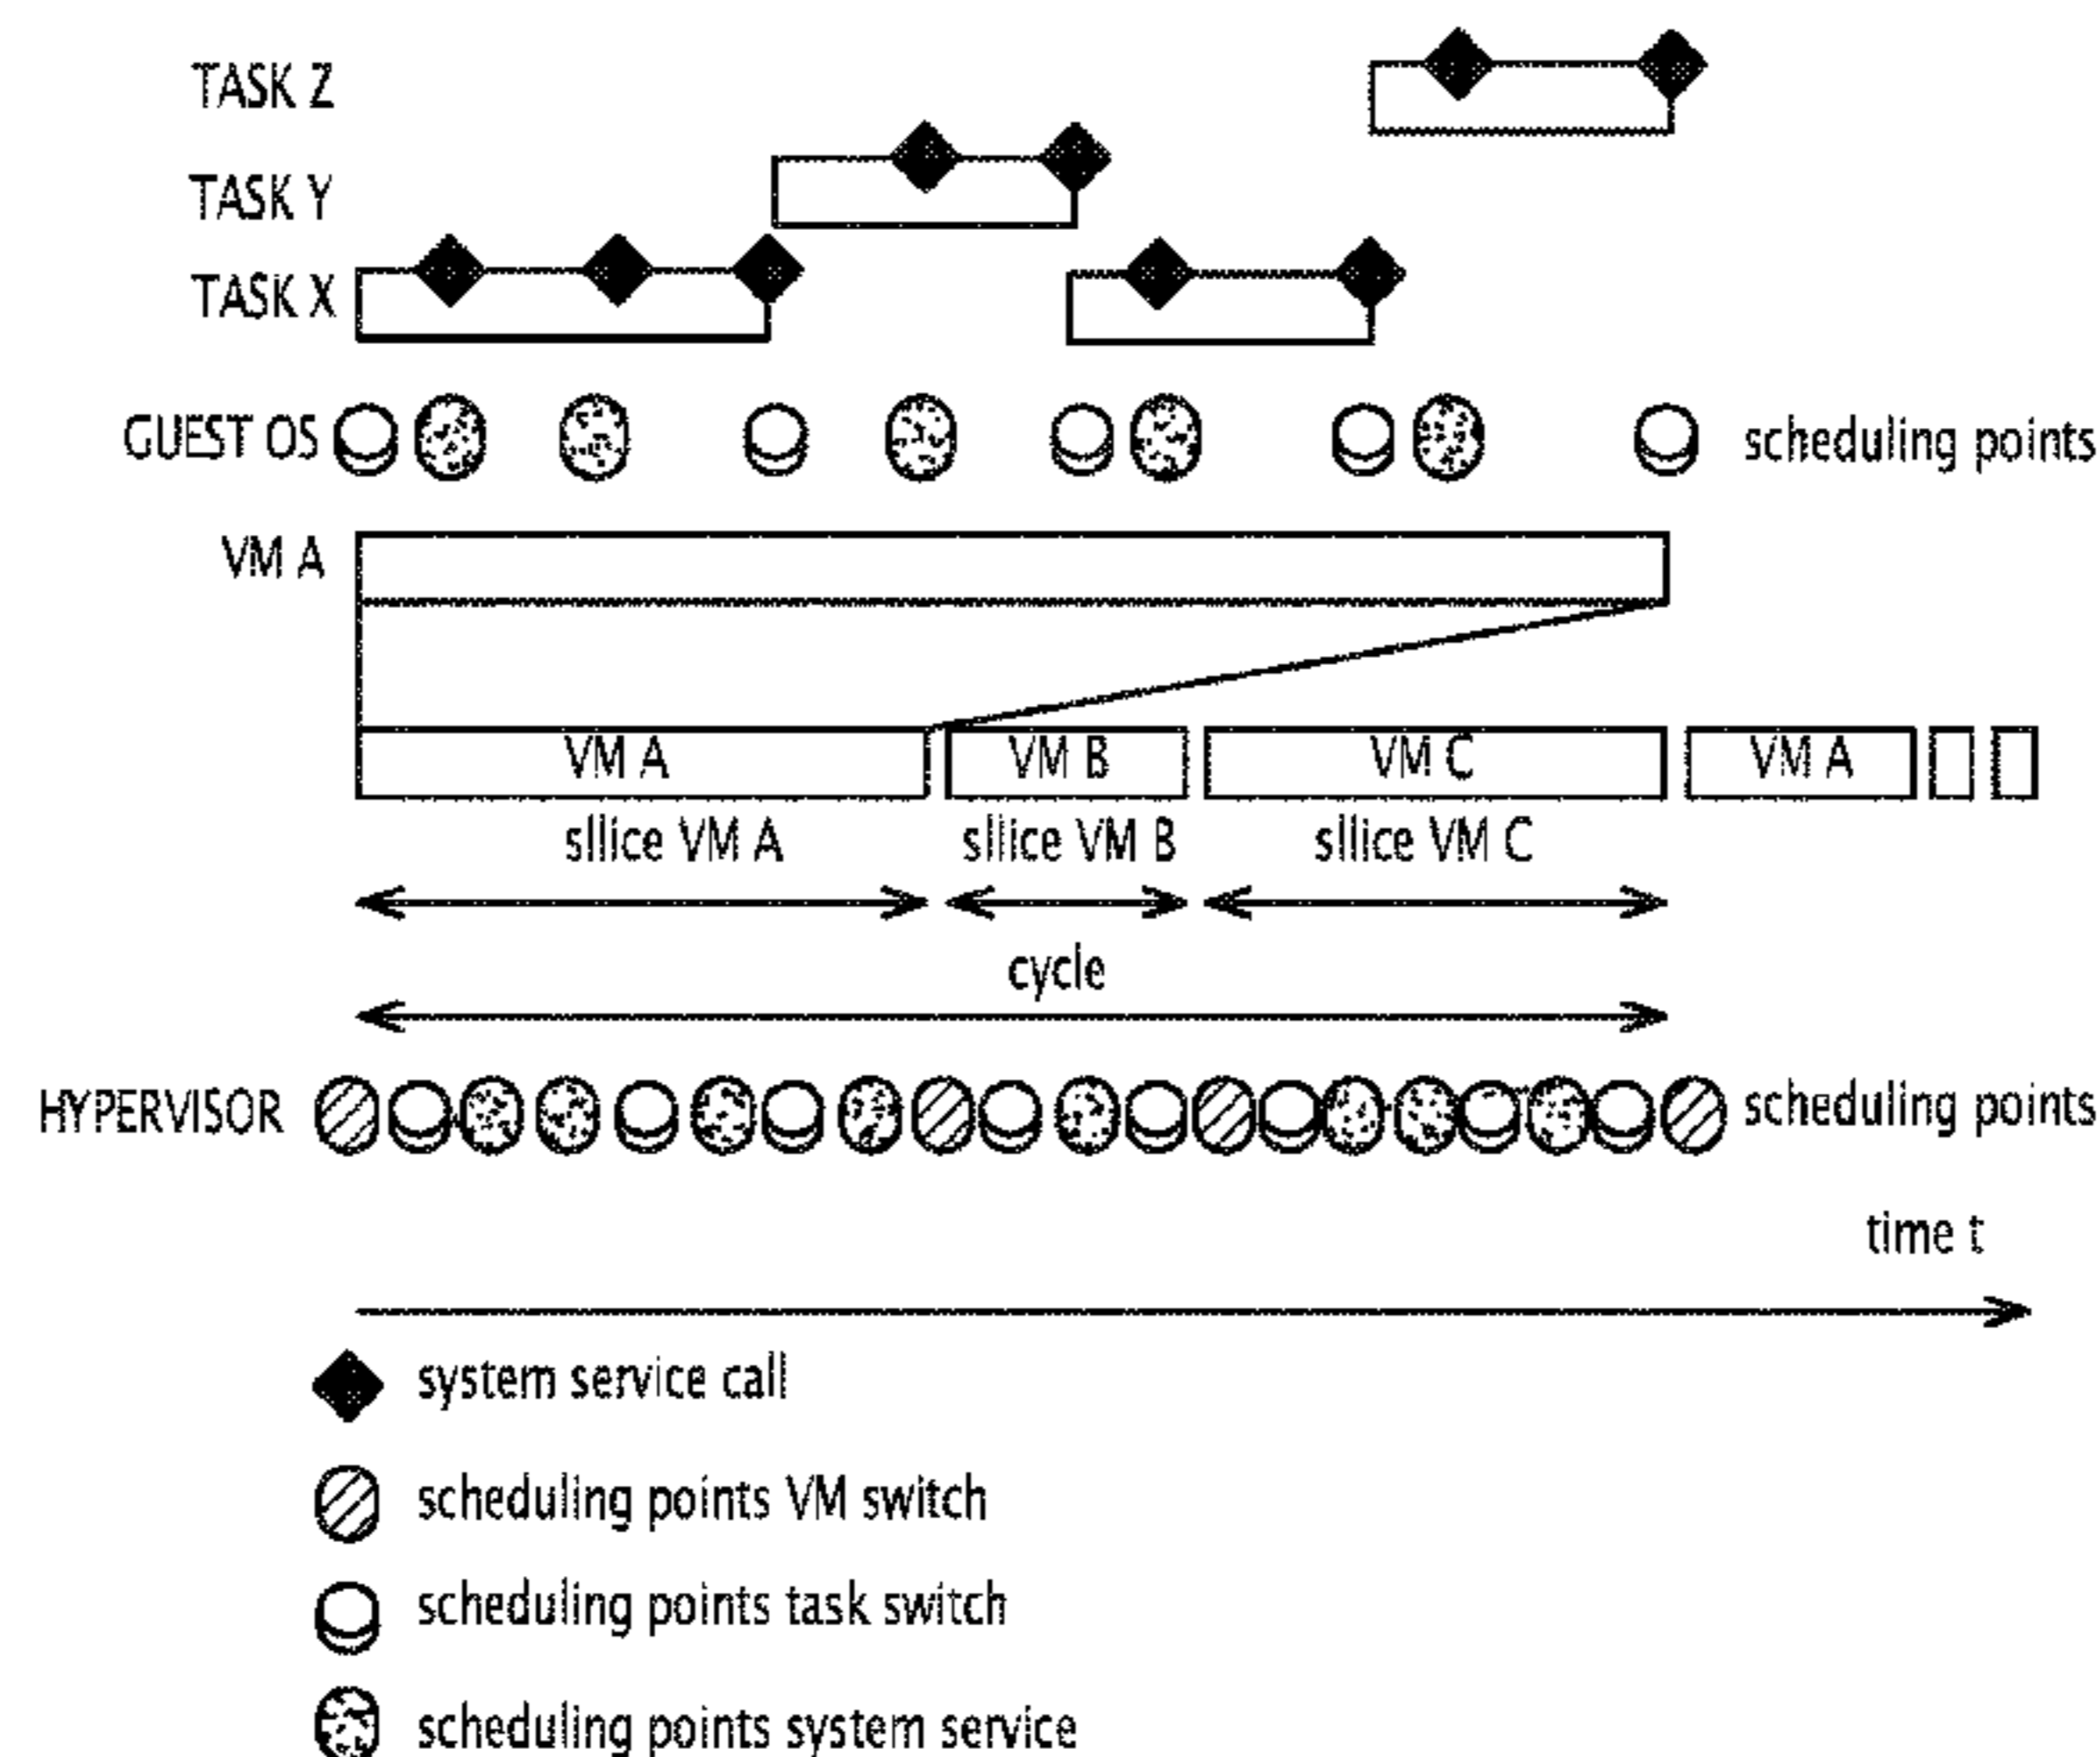 TASK Z
TASK Y
TASK X
GUEST OS scheduling points
VM A
VM A VM B VM C VM A
sllice VM A sllice VM B sllice VM C
cycle
HYPERVISOR scheduling points
time t
system service call
scheduling points VM switch
scheduling points task switch
scheduling points system service